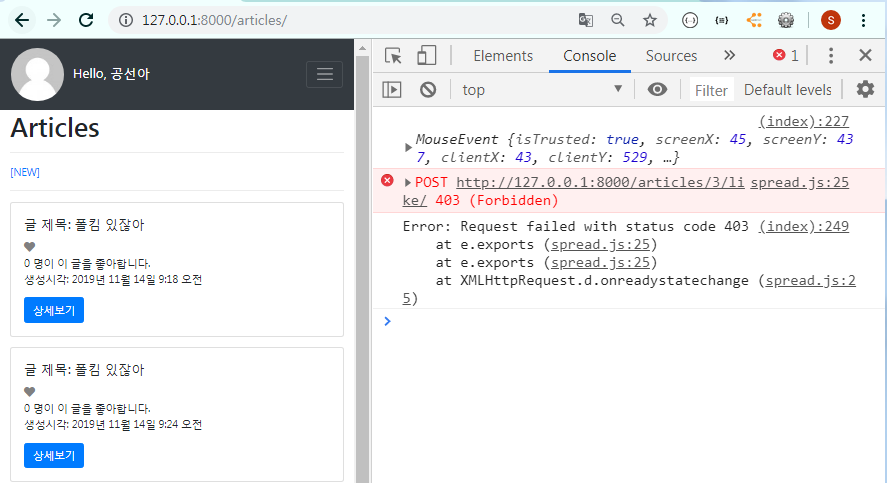 127.0.0.1:8000/articles/
S
Hello, 공선아
Articles
[NEW]
글 제목: 폴킴 있잖아
0 명이 이 글을 좋아합니다.
생성시각: 2019년 11월 14일 9:18 오전
상세보기
글 제목: 폴킴 있잖아
0 명이 이 글을 좋아합니다.
생성시각: 2019년 11월 14일 9:24 오전
상세보기
Elements Console Sources » 1
top Filter Default levels
(index):227
MouseEvent {isTrusted: true, screenX: 45, screenY: 43
7, clientX: 43, clientY: 529, …}
POST http://127.0.0.1:8000/articles/3/li spread.js:25
ke/ 403 (Forbidden)
Error: Request failed with status code 403 (index):249
at e.exports (spread.js:25)
at e.exports (spread.js:25)
at XMLHttpRequest.d.onreadystatechange (spread.js:2
5)